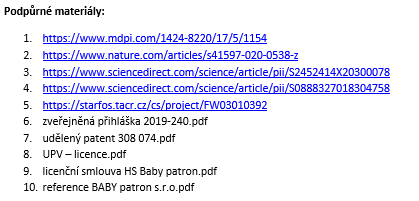 Podpůrné materiály:
1. https://www.mdpi.com/1424-8220/17/5/1154
2. https://www.nature.com/articles/s41597-020-0538-z
3. https://www.sciencedirect.com/science/article/pii/S2452414X20300078
4. https://www.sciencedirect.com/science/article/pii/S0888327018304758
5. https://starfos.tacr.cz/cs/project/FW03010392
6. zveřejněná přihláška 2019-240.pdf
7. udělený patent 308 074.pdf
8. UPV – licence.pdf
9. licenční smlouva HS Baby patron.pdf
10. reference BABY patron s.r.o.pdf